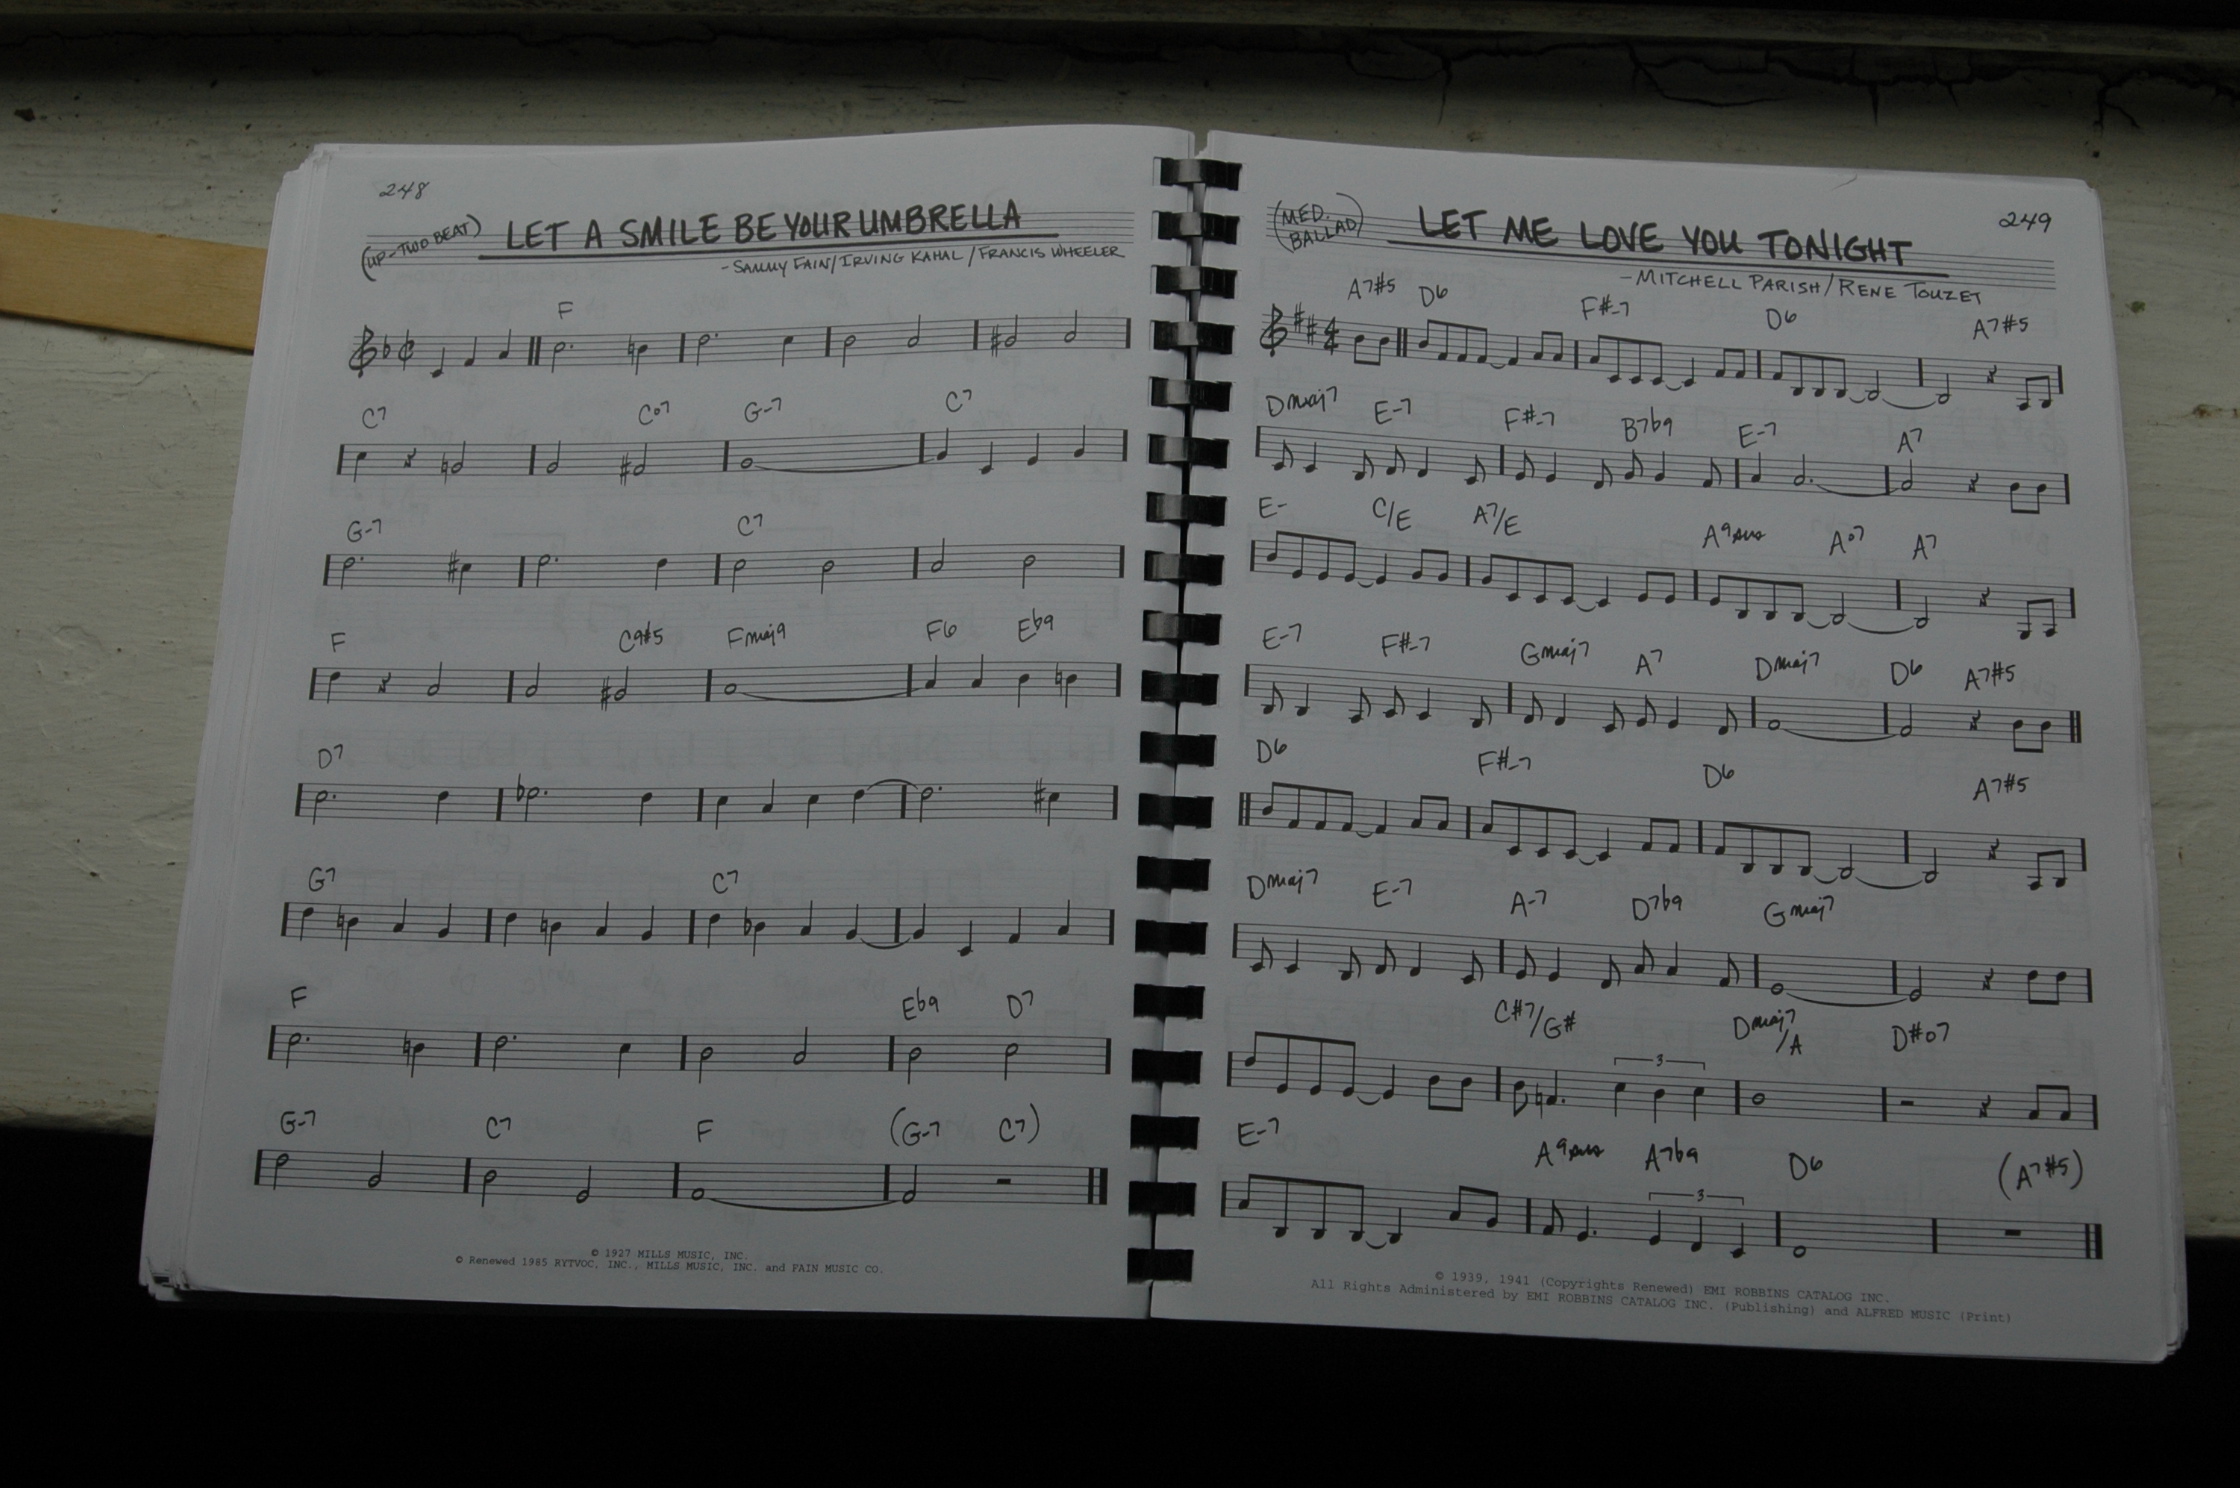 248
(UP-TWO BEAT) LET A SMILE BE YOUR UMBRELLA
-SAMMY FAIN/IRVING KAHAL/FRANCIS WHEELER
F
C7 C°7 G-7 C7
G-7 C7
F C9#5 Fmaj9 F6 Eb9
D7
G7 C7
F Eb9 D7
G-7 C7 F (G-7 C7)
© 1927 MILLS MUSIC, INC.
© Renewed 1985 RYTVOC, INC., MILLS MUSIC, INC. and FAIN MUSIC CO.
249
(MED. BALLAD) LET ME LOVE YOU TONIGHT
-MITCHELL PARISH/RENE TOUZET
A7#5 D6 F#-7 D6 A7#5
4
4
Dmaj7 E-7 F#-7 B7b9 E-7 A7
E- C/E A7/E A9sus A°7 A7
E-7 F#-7 Gmaj7 A7 Dmaj7 D6 A7#5
D6 F#-7 D6 A7#5
Dmaj7 E-7 A-7 D7b9 Gmaj7
C#7/G# Dmaj7/A D#°7
3
E-7 A9sus A7b9 D6 (A7#5)
3
© 1939, 1941 (Copyrights Renewed) EMI ROBBINS CATALOG INC.
All Rights Administered by EMI ROBBINS CATALOG INC. (Publishing) and ALFRED MUSIC (Print)